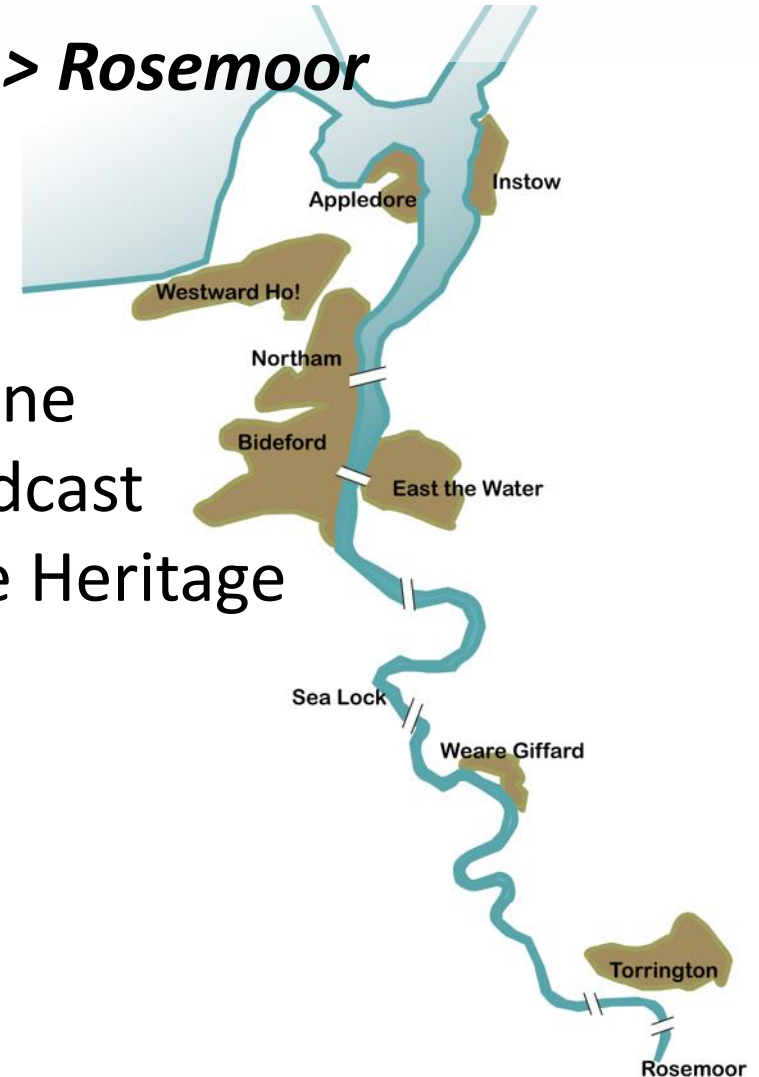 > Rosemoor
Instow
Appledore
Westward Ho!
Northam
ne
Bideford
dcast
East the Water
e Heritage
Sea Lock
Weare Giffard
Torrington
Rosemoor